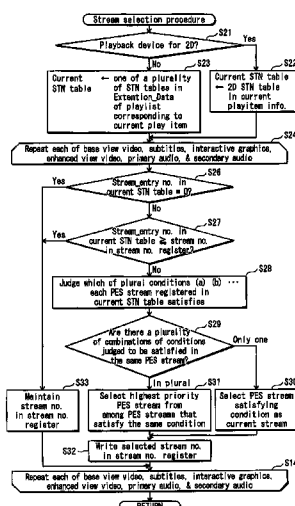 Stream selection procedure
S21
Playback device for 2D?
Yes
No
S23
S22
Current STN table ← one of a plurality of STN tables in Extention_Data of playlist corresponding to current play item
Current STN table ← 2D STN table in current playitem info.
S24
Repeat each of base view video, subtitles, interactive graphics,
enhanced view video, primary audio, & secondary audio
S26
Yes
Stream_entry no. in
current STN table = 0?
No
S27
Yes
Stream_entry no. in
current STN table ≧ stream no.
in stream no. register?
No
S28
Judge which of plural conditions (a) (b) ...
each PES stream registered in
current STN table satisfies
S29
Are there a plurality
of combinations of conditions
judged to be satisfied in
the same PES stream?
Only one
In plural
S33
S31
S30
Maintain
stream no.
in stream no.
register
Select highest priority
PES stream from
among PES streams that
satisfy the same condition
Select PES stream
satisfying
condition as
current stream
S32
Write selected stream no.
in stream no. register
S14
Repeat each of base view video, subtitles, interactive graphics,
enhanced view video, primary audio, & secondary audio
RETURN